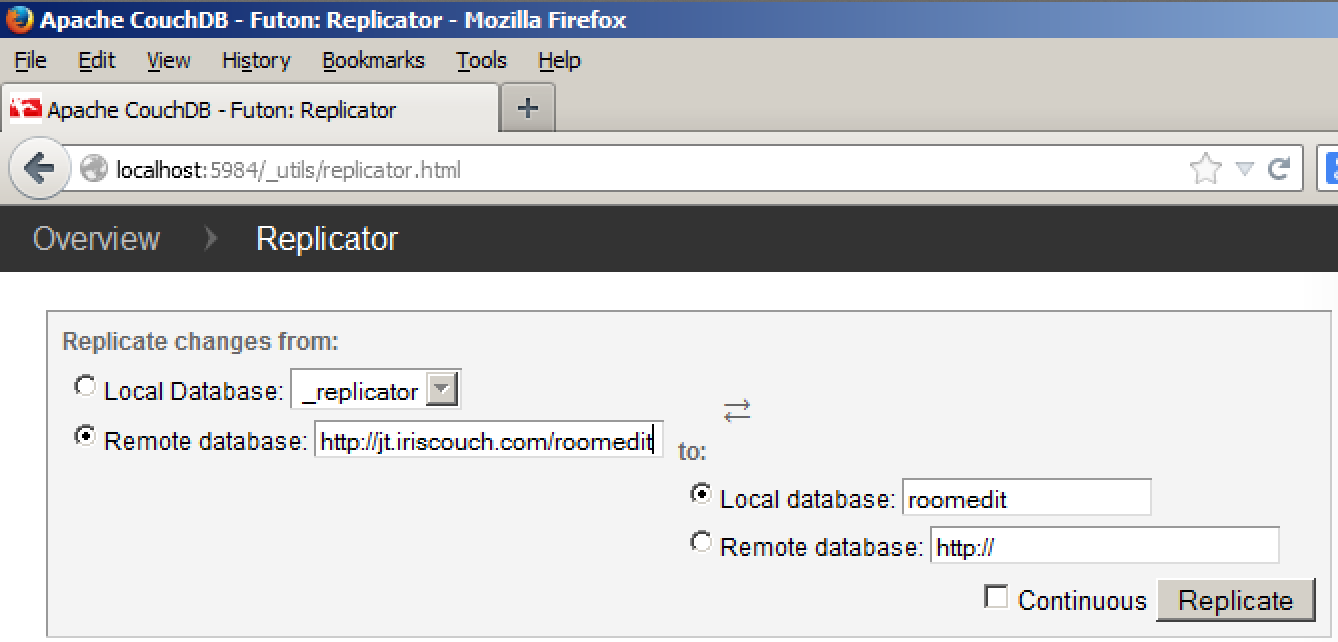 Apache CouchDB - Futon: Replicator - Mozilla Firefox
File Edit View History Bookmarks Tools Help
Apache CouchDB - Futon: Replicator
localhost:5984/_utils/replicator.html
Overview Replicator
Replicate changes from:
Local Database: _replicator
Remote database: http://jt.iriscouch.com/roomedit
to:
Local database: roomedit
Remote database: http://
Continuous Replicate